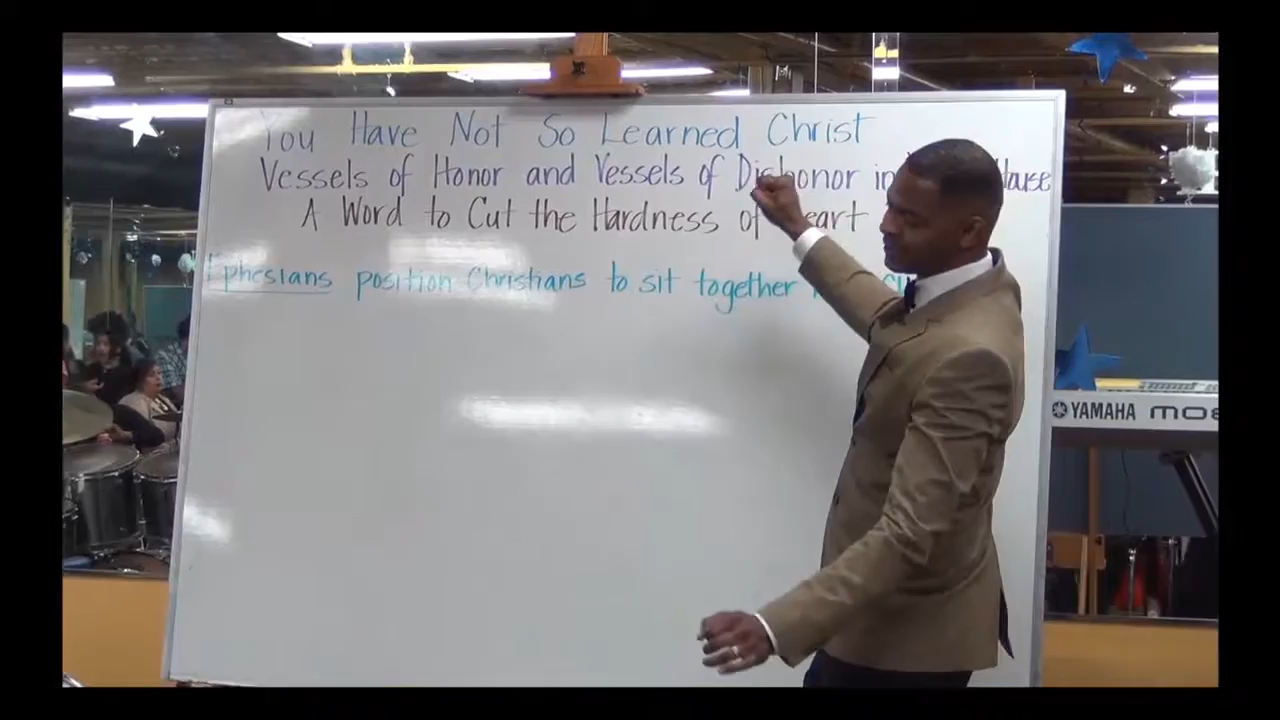 You Have Not So Learned Christ
Vessels of Honor and Vessels of Dishonor in House
A Word to Cut the Hardness of Heart
Ephesians position Christians to sit together
YAMAHA